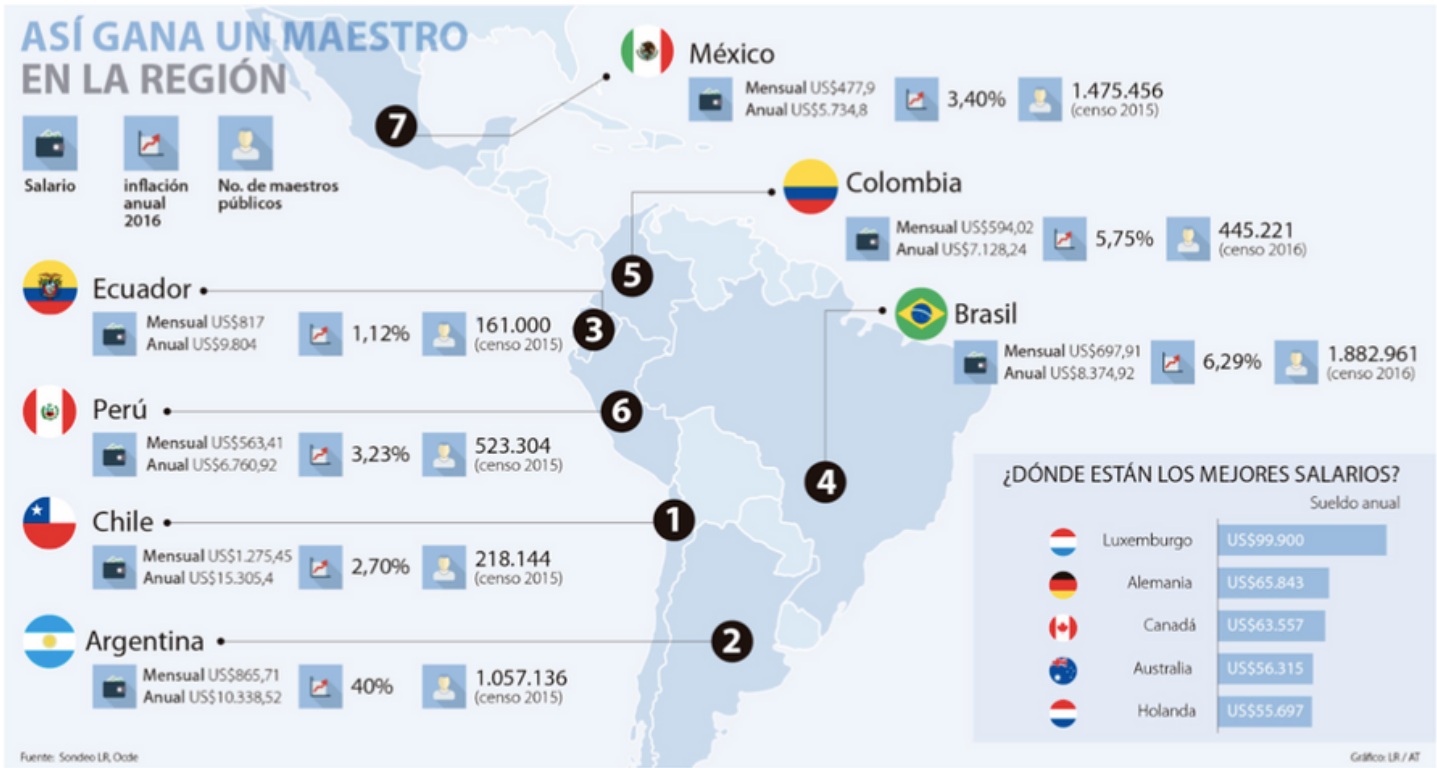 ASÍ GANA UN MAESTRO
EN LA REGIÓN
Salario
inflación
anual
2016
No. de maestros
públicos
7
México
Mensual US$477,9
Anual US$5.734,8
3,40%
1.475.456
(censo 2015)
Colombia
Mensual US$594,02
Anual US$7.128,24
5,75%
445.221
(censo 2016)
5
Ecuador
Mensual US$817
Anual US$9.804
1,12%
161.000
(censo 2015)
3
Brasil
Mensual US$697,91
Anual US$8.374,92
6,29%
1.882.961
(censo 2016)
4
Perú
Mensual US$563,41
Anual US$6.760,92
3,23%
523.304
(censo 2015)
6
Chile
Mensual US$1.275,45
Anual US$15.305,4
2,70%
218.144
(censo 2015)
1
Argentina
Mensual US$865,71
Anual US$10.338,52
40%
1.057.136
(censo 2015)
2
¿DÓNDE ESTÁN LOS MEJORES SALARIOS?
Sueldo anual
Luxemburgo US$99.900
Alemania US$65.843
Canadá US$63.557
Australia US$56.315
Holanda US$55.697
Fuente: Sondeo LR, Ocde
Gráfico: LR / AT